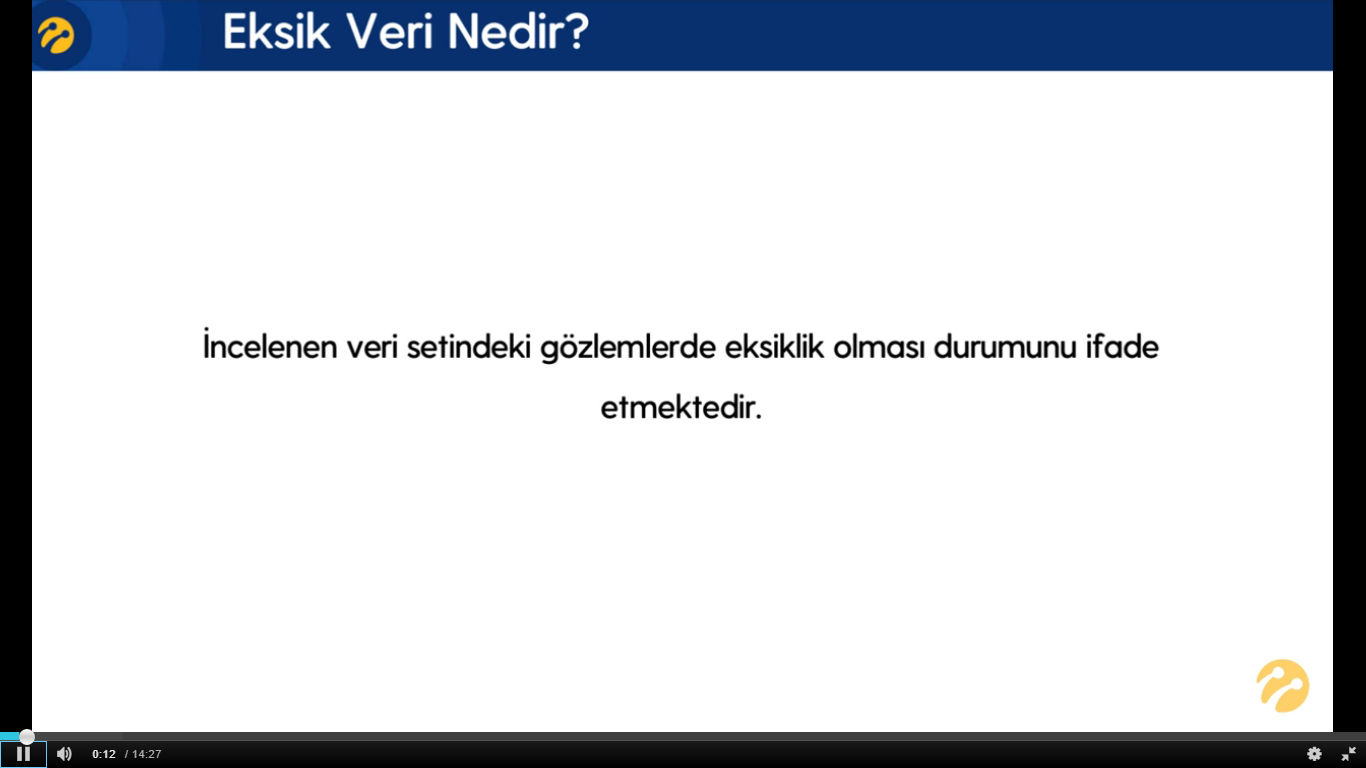 Eksik Veri Nedir?
İncelenen veri setindeki gözlemlerde eksiklik olması durumunu ifade
etmektedir.
0:12 / 14:27